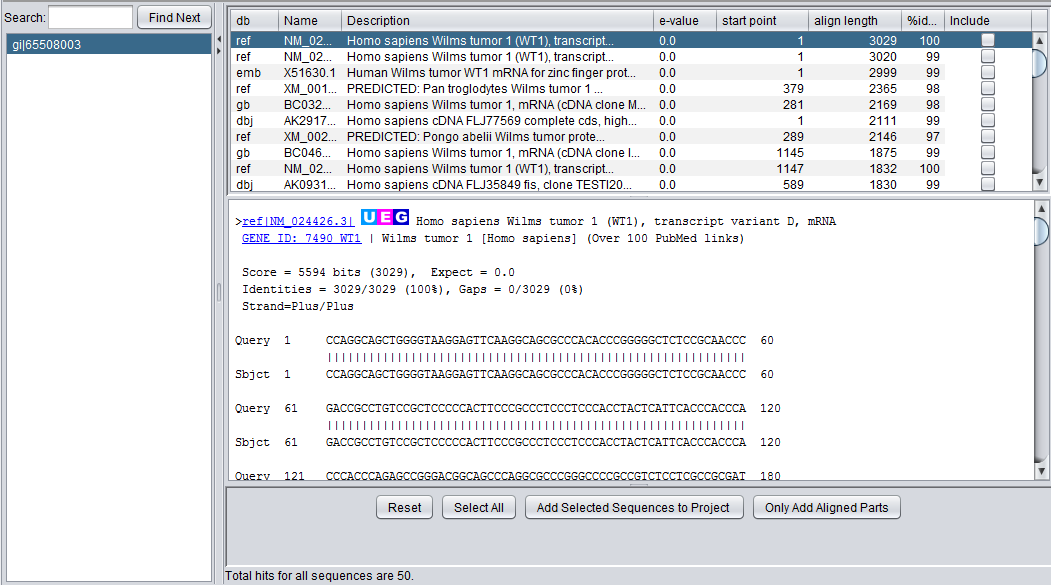 Search: Find Next
gi|65508003
db Name Description e-value start point align length %id... Include
ref NM_02... Homo sapiens Wilms tumor 1 (WT1), transcript... 0.0 1 3029 100
ref NM_02... Homo sapiens Wilms tumor 1 (WT1), transcript... 0.0 1 3020 99
emb X51630.1 Human Wilms tumor WT1 mRNA for zinc finger prot... 0.0 1 2999 99
ref XM_001... PREDICTED: Pan troglodytes Wilms tumor 1 ... 0.0 379 2365 98
gb BC032... Homo sapiens Wilms tumor 1, mRNA (cDNA clone M... 0.0 281 2169 98
dbj AK2917... Homo sapiens cDNA FLJ77569 complete cds, high... 0.0 1 2111 99
ref XM_002... PREDICTED: Pongo abelii Wilms tumor prote... 0.0 289 2146 97
gb BC046... Homo sapiens Wilms tumor 1, mRNA (cDNA clone I... 0.0 1145 1875 99
ref NM_02... Homo sapiens Wilms tumor 1 (WT1), transcript... 0.0 1147 1832 100
dbj AK0931... Homo sapiens cDNA FLJ35849 fis, clone TESTI20... 0.0 589 1830 99
>ref|NM_024426.3| U E G Homo sapiens Wilms tumor 1 (WT1), transcript variant D, mRNA
GENE ID: 7490 WT1 | Wilms tumor 1 [Homo sapiens] (Over 100 PubMed links)
Score = 5594 bits (3029), Expect = 0.0
Identities = 3029/3029 (100%), Gaps = 0/3029 (0%)
Strand=Plus/Plus
Query 1 CCAGGCAGCTGGGGTAAGGAGTTCAAGGCAGCGCCCACACCCGGGGGCTCTCCGCAACCC 60
||||||||||||||||||||||||||||||||||||||||||||||||||||||||||||
Sbjct 1 CCAGGCAGCTGGGGTAAGGAGTTCAAGGCAGCGCCCACACCCGGGGGCTCTCCGCAACCC 60
Query 61 GACCGCCTGTCCGCTCCCCCACTTCCCGCCCTCCCTCCCACCTACTCATTCACCCACCCA 120
||||||||||||||||||||||||||||||||||||||||||||||||||||||||||||
Sbjct 61 GACCGCCTGTCCGCTCCCCCACTTCCCGCCCTCCCTCCCACCTACTCATTCACCCACCCA 120
Query 121 CCCACCCAGAGCCGGGACGGCAGCCCAGGCGCCCGGGCCCCGCCGTCTCCTCGCCGCGAT 180
Reset Select All Add Selected Sequences to Project Only Add Aligned Parts
Total hits for all sequences are 50.